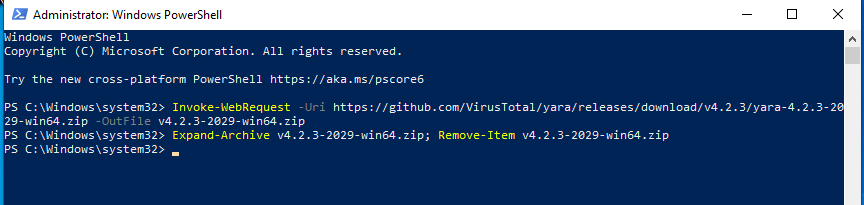 Administrator: Windows PowerShell
Windows PowerShell
Copyright (C) Microsoft Corporation. All rights reserved.
Try the new cross-platform PowerShell https://aka.ms/pscore6
PS C:\Windows\system32> Invoke-WebRequest -Uri https://github.com/VirusTotal/yara/releases/download/v4.2.3/yara-4.2.3-20
29-win64.zip -OutFile v4.2.3-2029-win64.zip
PS C:\Windows\system32> Expand-Archive v4.2.3-2029-win64.zip; Remove-Item v4.2.3-2029-win64.zip
PS C:\Windows\system32>